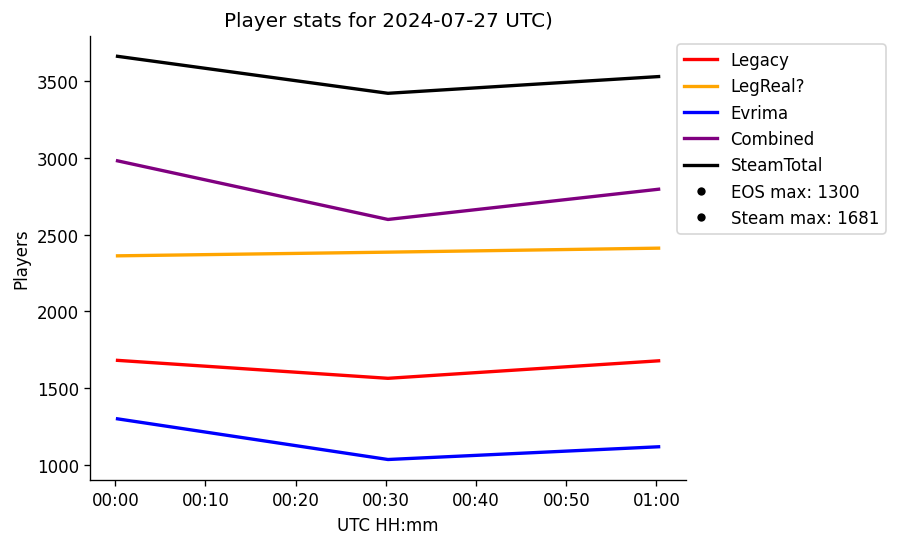 Player stats for 2024-07-27 UTC)
Legacy
LegReal?
Evrima
Combined
SteamTotal
EOS max: 1300
Steam max: 1681
Players
3500
3000
2500
2000
1500
1000
00:00 00:10 00:20 00:30 00:40 00:50 01:00
UTC HH:mm